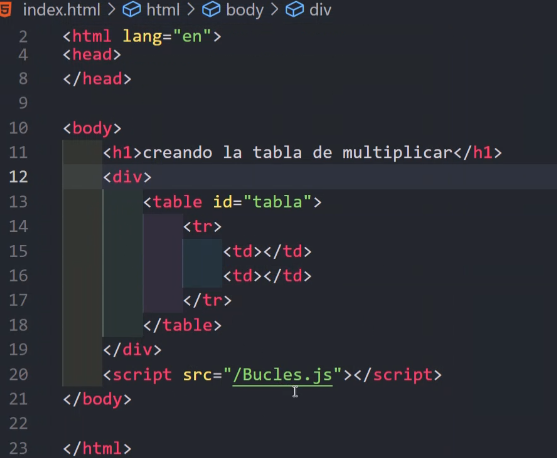 index.html > html > body > div
2 <html lang="en">
4 <head>
8 </head>
9
10 <body>
11 <h1>creando la tabla de multiplicar</h1>
12 <div>
13 <table id="tabla">
14 <tr>
15 <td></td>
16 <td></td>
17 </tr>
18 </table>
19 </div>
20 <script src="/Bucles.js"></script>
21 </body>
22
23 </html>